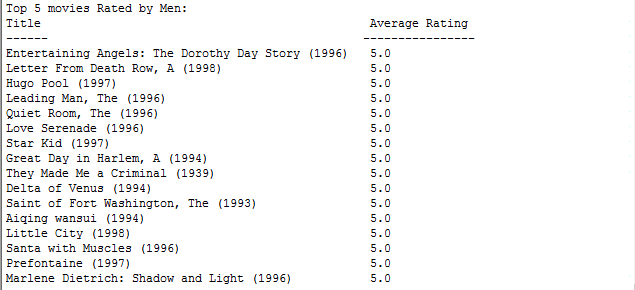 Top 5 movies Rated by Men:
Title Average Rating
------- ----------------
Entertaining Angels: The Dorothy Day Story (1996) 5.0
Letter From Death Row, A (1998) 5.0
Hugo Pool (1997) 5.0
Leading Man, The (1996) 5.0
Quiet Room, The (1996) 5.0
Love Serenade (1996) 5.0
Star Kid (1997) 5.0
Great Day in Harlem, A (1994) 5.0
They Made Me a Criminal (1939) 5.0
Delta of Venus (1994) 5.0
Saint of Fort Washington, The (1993) 5.0
Aiqing wansui (1994) 5.0
Little City (1998) 5.0
Santa with Muscles (1996) 5.0
Prefontaine (1997) 5.0
Marlene Dietrich: Shadow and Light (1996) 5.0